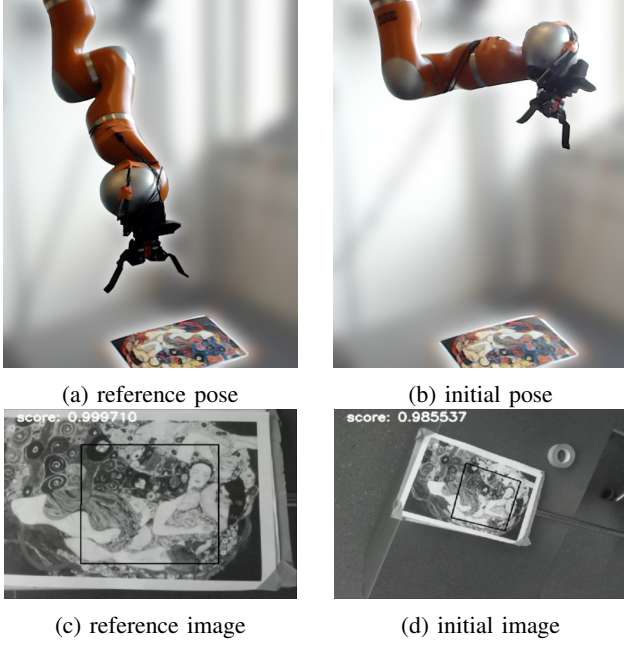 (a) reference pose
(b) initial pose
score: 0.999710
score: 0.985537
(c) reference image
(d) initial image